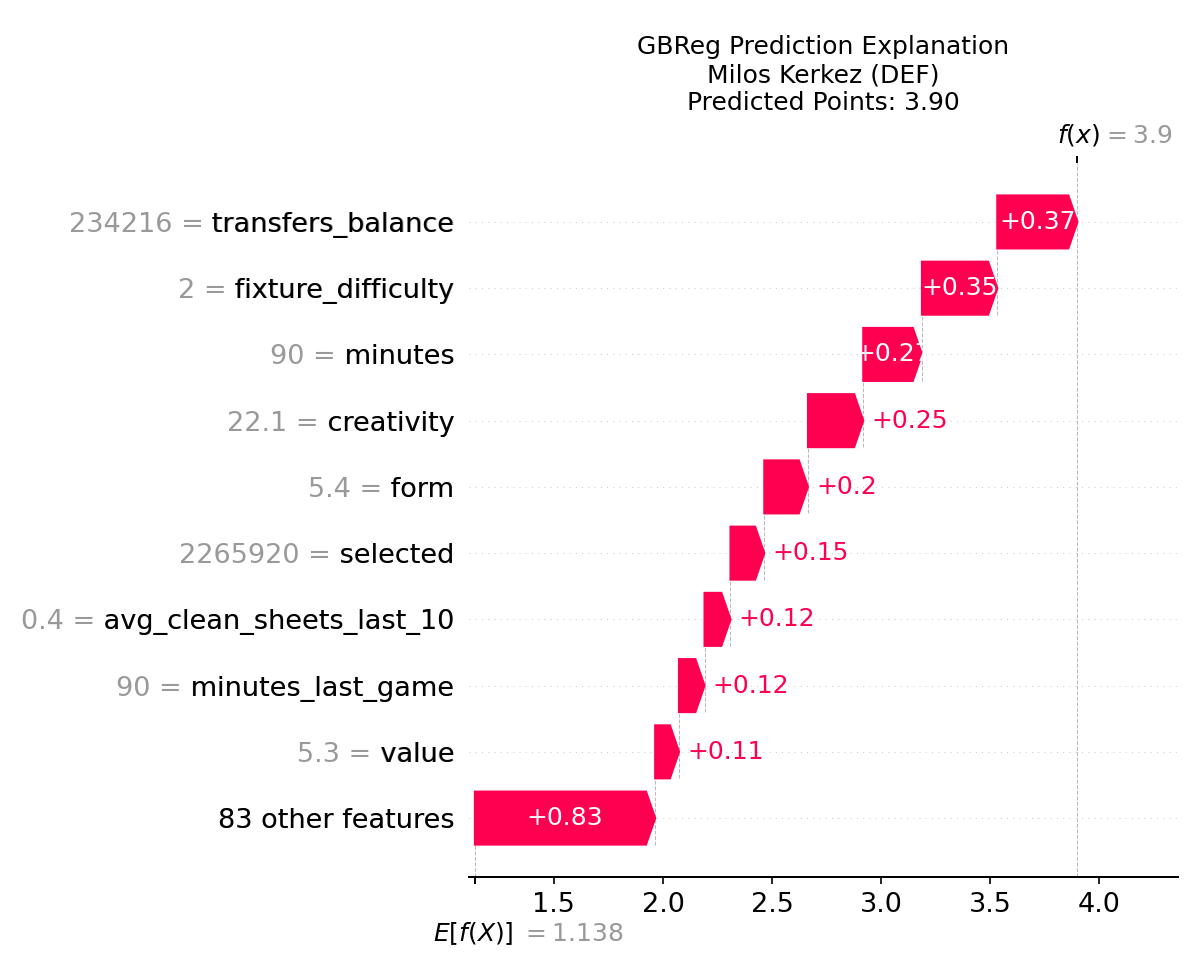 GBReg Prediction Explanation
Milos Kerkez (DEF)
Predicted Points: 3.90
f(x) = 3.9
234216 = transfers_balance
+0.37
2 = fixture_difficulty
+0.35
90 = minutes
+0.27
22.1 = creativity
+0.25
5.4 = form
+0.2
2265920 = selected
+0.15
0.4 = avg_clean_sheets_last_10
+0.12
90 = minutes_last_game
+0.12
5.3 = value
+0.11
83 other features
+0.83
1.5 2.0 2.5 3.0 3.5 4.0
E[f(X)] = 1.138